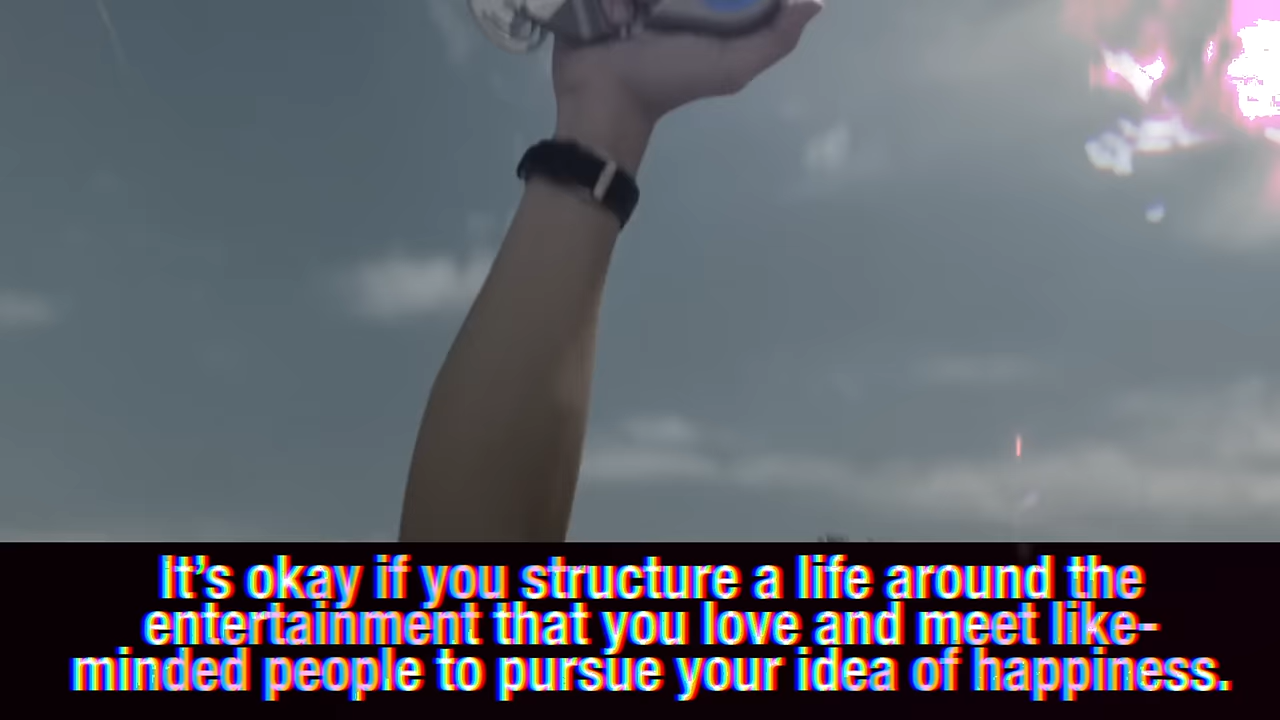 It's okay if you structure a life around the
entertainment that you love and meet like-
minded people to pursue your idea of happiness.